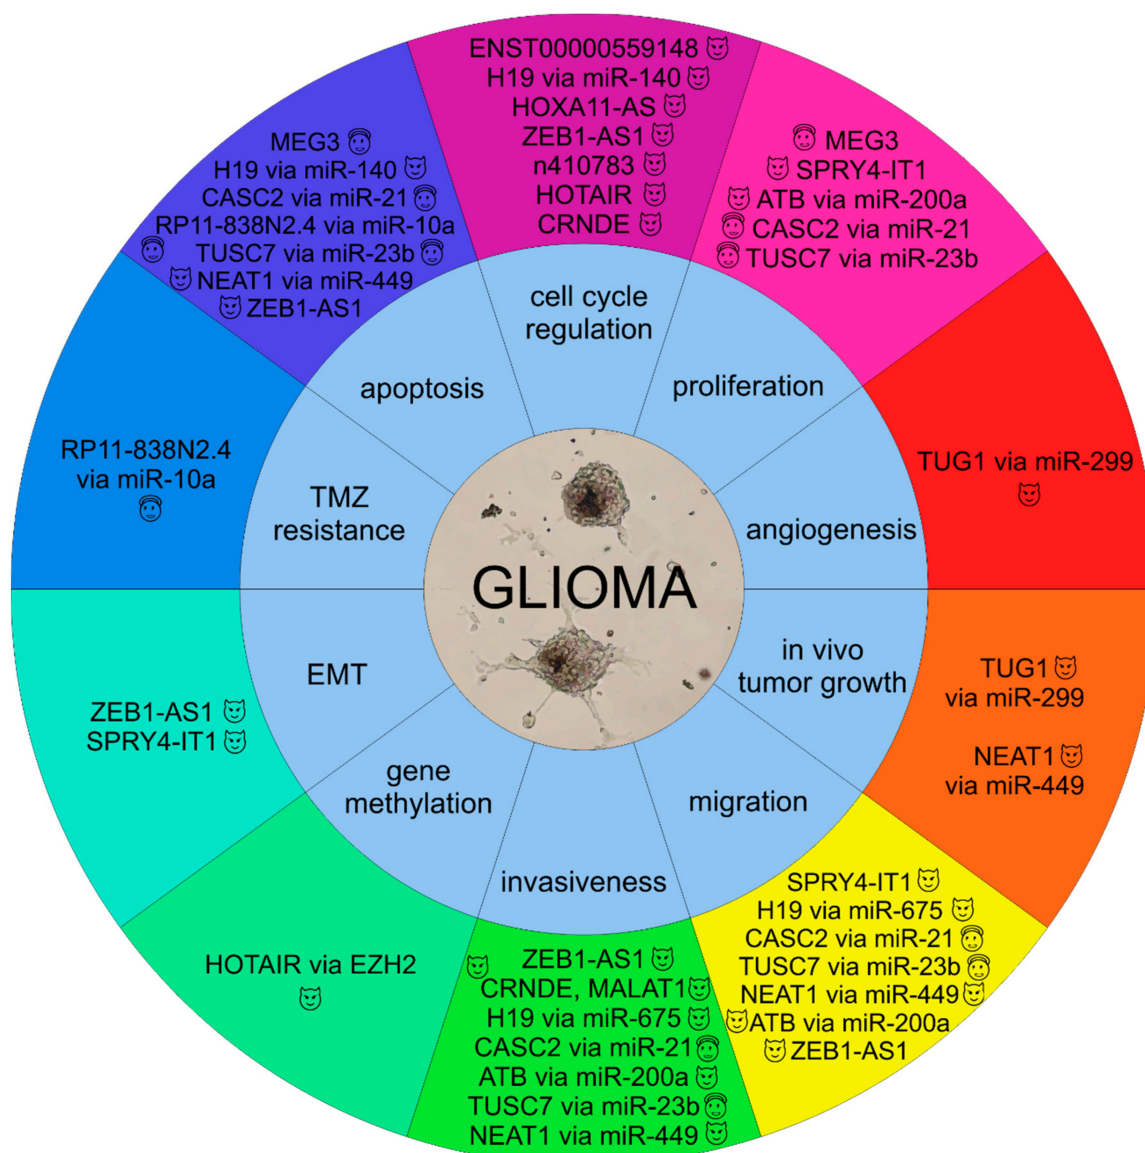 ENST00000559148
H19 via miR-140
HOXA11-AS
ZEB1-AS1
n410783
HOTAIR
CRNDE
MEG3
SPRY4-IT1
ATB via miR-200a
CASC2 via miR-21
TUSC7 via miR-23b
TUG1 via miR-299
TUG1
via miR-299
NEAT1
via miR-449
SPRY4-IT1
H19 via miR-675
CASC2 via miR-21
TUSC7 via miR-23b
NEAT1 via miR-449
ATB via miR-200a
ZEB1-AS1
ZEB1-AS1
CRNDE, MALAT1
H19 via miR-675
CASC2 via miR-21
ATB via miR-200a
TUSC7 via miR-23b
NEAT1 via miR-449
HOTAIR via EZH2
ZEB1-AS1
SPRY4-IT1
RP11-838N2.4
via miR-10a
MEG3
H19 via miR-140
CASC2 via miR-21
RP11-838N2.4 via miR-10a
TUSC7 via miR-23b
NEAT1 via miR-449
ZEB1-AS1
cell cycle
regulation
proliferation
angiogenesis
in vivo
tumor growth
migration
invasiveness
gene
methylation
EMT
TMZ
resistance
apoptosis
GLIOMA